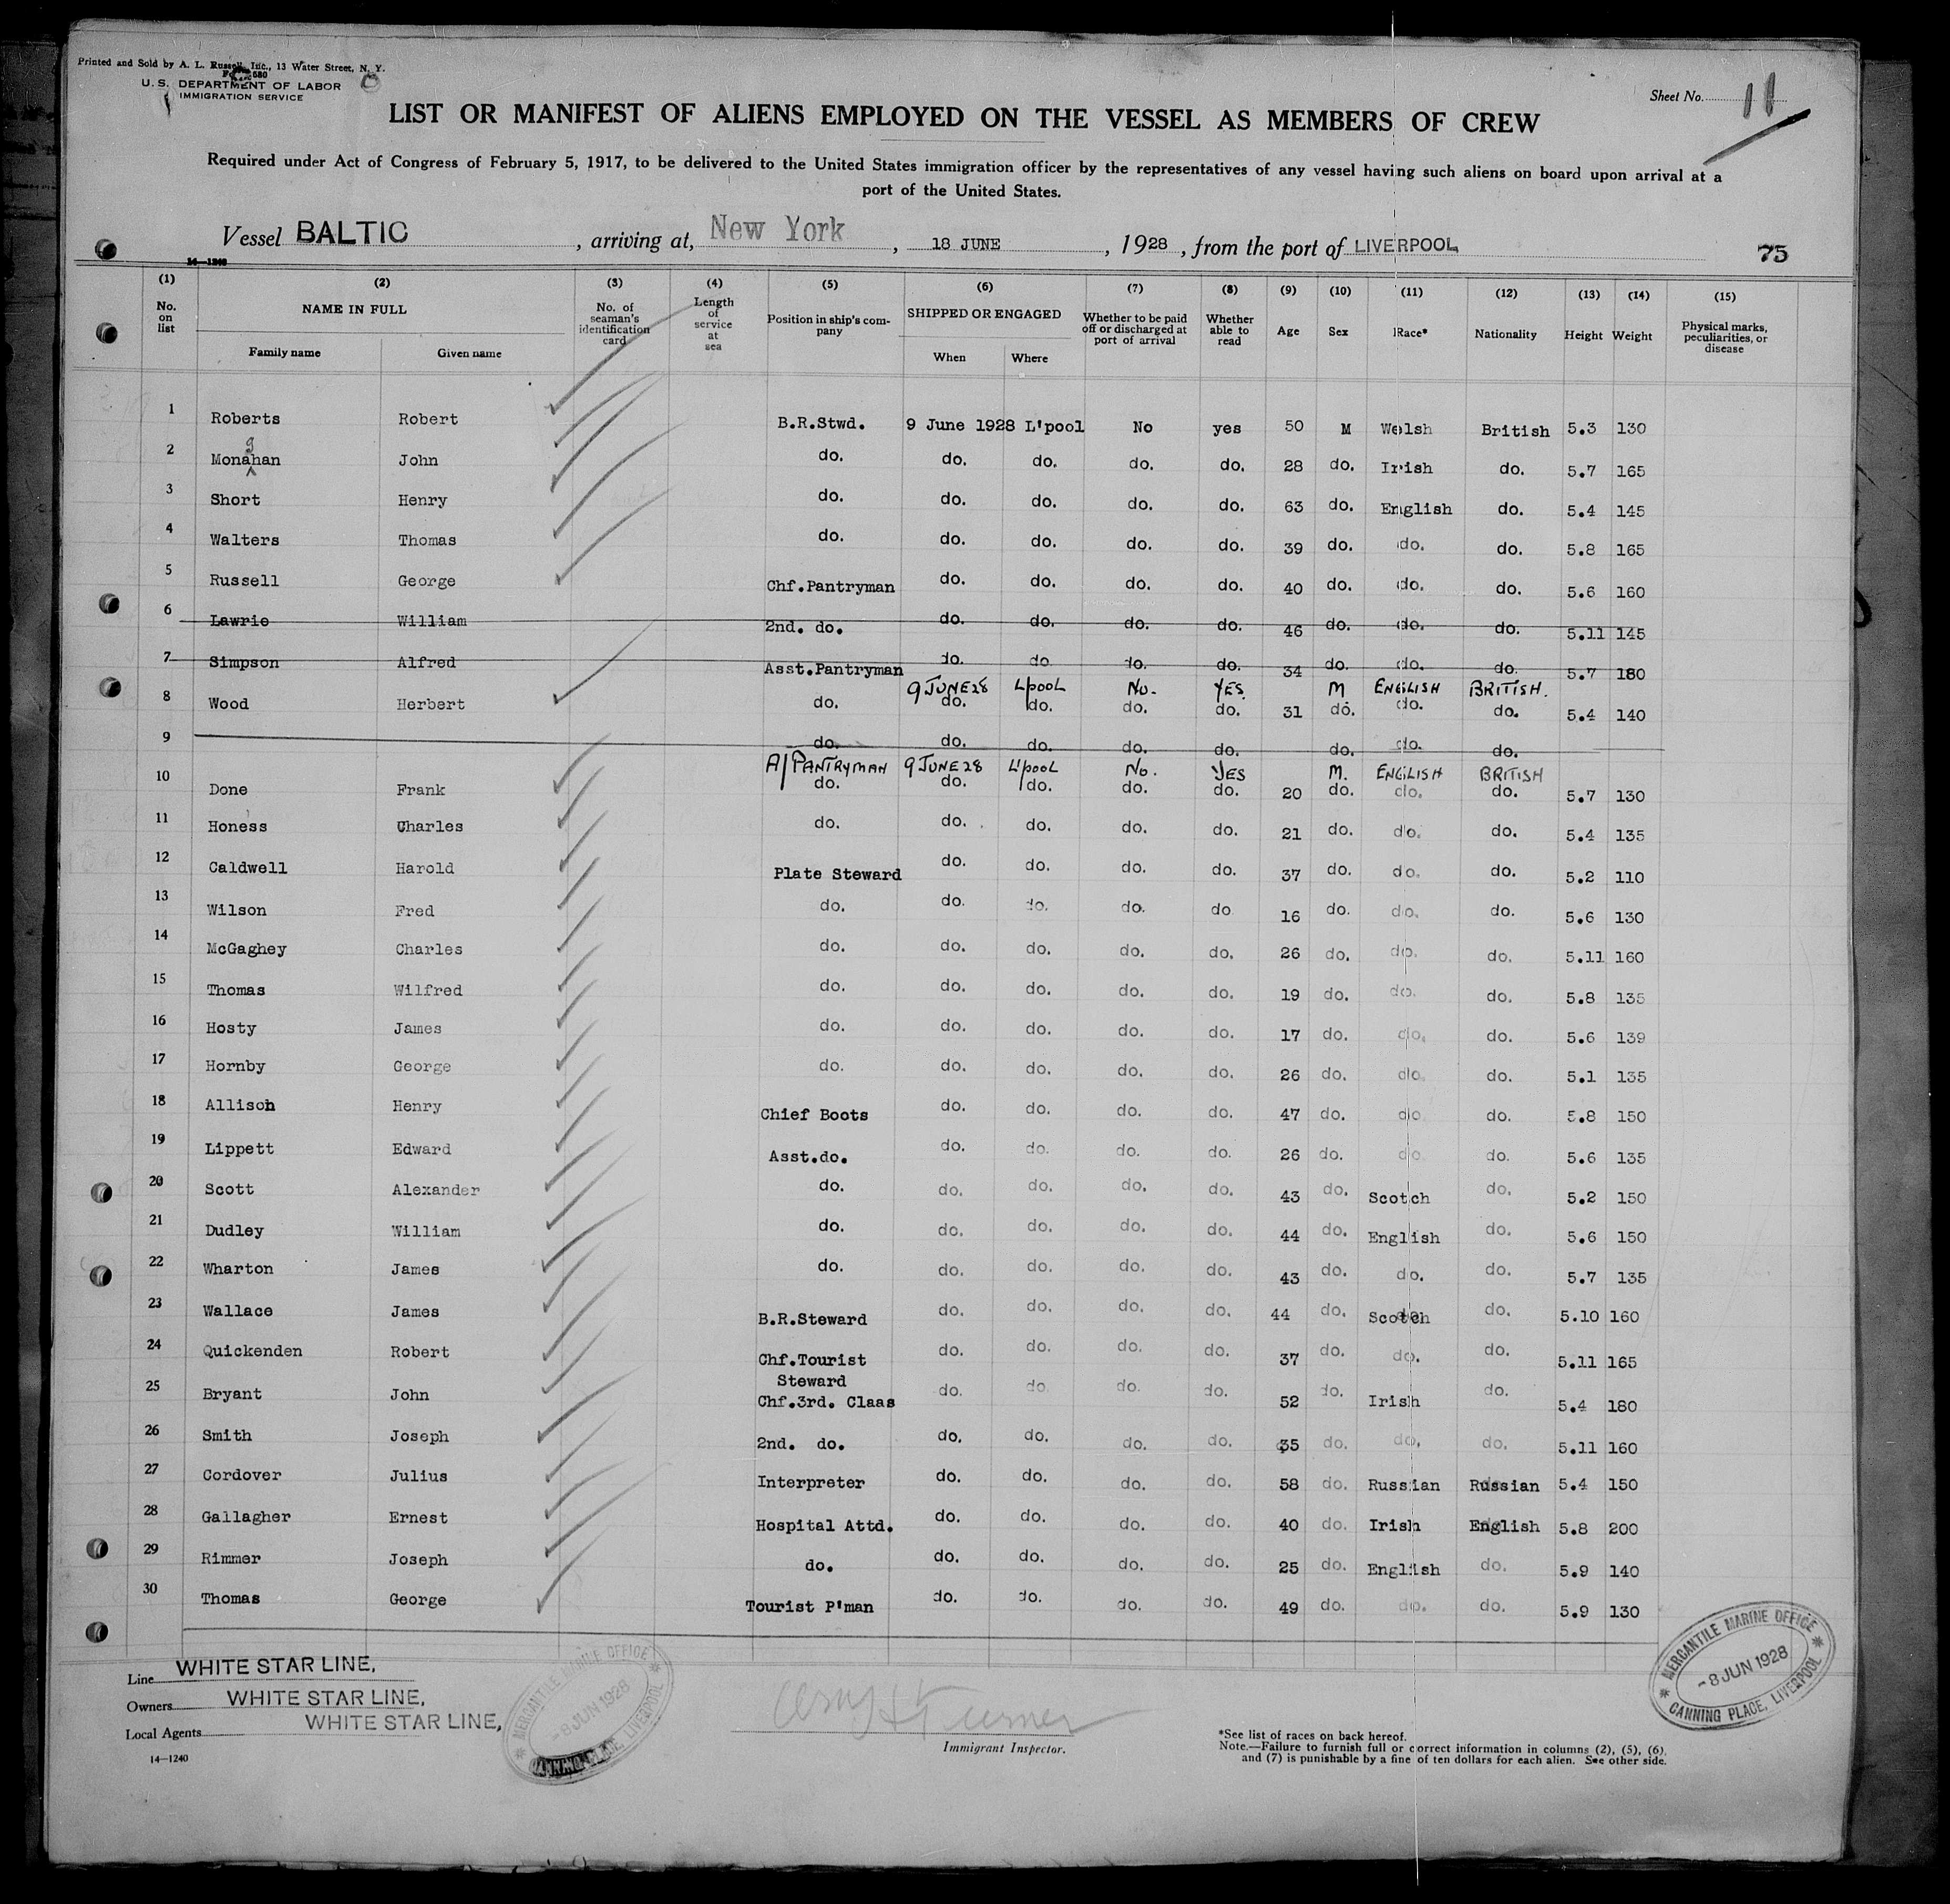 Printed and Sold by A. L. Russell, Inc., 13 Water Street, N. Y.
U. S. DEPARTMENT OF LABOR
IMMIGRATION SERVICE
Sheet No. 11
LIST OR MANIFEST OF ALIENS EMPLOYED ON THE VESSEL AS MEMBERS OF CREW
Required under Act of Congress of February 5, 1917, to be delivered to the United States immigration officer by the representatives of any vessel having such aliens on board upon arrival at a
port of the United States.
Vessel BALTIC, arriving at, New York, 18 JUNE, 1928, from the port of LIVERPOOL 75
14—1240
(1) (2) (3) (4) (5) (6) (7) (8) (9) (10) (11) (12) (13) (14) (15)
No. on list NAME IN FULL Family name Given name No. of seaman's identification card Length of service at sea Position in ship's company SHIPPED OR ENGAGED When Where Whether to be paid off or discharged at port of arrival Whether able to read Age Sex Race* Nationality Height Weight Physical marks, peculiarities, or disease
1 Roberts Robert B.R.Stwd. 9 June 1928 L'pool No yes 50 M Welsh British 5.3 130
g
2 Monahan John do. do. do. do. do. 28 do. Irish do. 5.7 165
3 Short Henry do. do. do. do. do. 63 do. English do. 5.4 145
4 Walters Thomas do. do. do. do. do. 39 do. do. do. 5.8 165
5 Russell George Chf.Pantryman do. do. do. do. 40 do. do. do. 5.6 160
6 Lawrie William 2nd. do. do. do. do. do. 46 do. do. do. 5.11 145
7 Simpson Alfred Asst.Pantryman do. do do. do. 34 do. do. do. 5.7 180
9 JUNE 28 L'pool No. YES. M ENGLISH BRITISH.
8 Wood Herbert do. do. do. do. do. 31 do. do. do. 5.4 140
9 do. do. do. do. do. do. do. do.
A/PANTRYMAN 9 JUNE 28 L'pool No. YES M. ENGLISH BRITISH
10 Done Frank do. do. do. do. do. 20 do. do. do. 5.7 130
11 Honess Charles do. do. do. do. do. 21 do. do. do. 5.4 135
12 Caldwell Harold Plate Steward do. do. do. do. 37 do. do. do. 5.2 110
13 Wilson Fred do. do. do. do. do 16 do. do. do. 5.6 130
14 McGaghey Charles do. do. do. do. do. 26 do. do. do. 5.11 160
15 Thomas Wilfred do. do. do. do. do. 19 do. do. do. 5.8 135
16 Hosty James do. do. do. do. do. 17 do. do. do. 5.6 139
17 Hornby George do. do. do. do. do. 26 do. do. do. 5.1 135
18 Allison Henry Chief Boots do. do. do. do. 47 do. do. do. 5.8 150
19 Lippett Edward Asst.do. do. do. do. do. 26 do. do. do. 5.6 135
20 Scott Alexander do. do. do. do. do. 43 do. Scotch do. 5.2 150
21 Dudley William do. do. do. do. do. 44 do. English do. 5.6 150
22 Wharton James do. do. do. do. do. 43 do. do. do. 5.7 135
23 Wallace James B.R.Steward do. do. do. do. 44 do. Scotch do. 5.10 160
24 Quickenden Robert Chf.Tourist do. do. do. do. 37 do. do. do. 5.11 165
Steward
25 Bryant John Chf.3rd. Claas do. do. do. do. 52 do. Irish do. 5.4 180
26 Smith Joseph 2nd. do. do. do. do. do. 35 do. do. do. 5.11 160
27 Cordover Julius Interpreter do. do. do. do. 58 do. Russian Russian 5.4 150
28 Gallagher Ernest Hospital Attd. do. do. do. do. 40 do. Irish English 5.8 200
29 Rimmer Joseph do. do. do. do. do. 25 do. English do. 5.9 140
30 Thomas George Tourist P'man do. do. do. do. 49 do. do. do. 5.9 130
Line WHITE STAR LINE,
Owners WHITE STAR LINE,
Local Agents WHITE STAR LINE,
14—1240
MERCANTILE MARINE OFFICE
-8 JUN 1928
CANNING PLACE, LIVERPOOL
Immigrant Inspector.
*See list of races on back hereof.
Note.—Failure to furnish full or correct information in columns (2), (5), (6),
and (7) is punishable by a fine of ten dollars for each alien. See other side.
MERCANTILE MARINE OFFICE
-8 JUN 1928
CANNING PLACE, LIVERPOOL